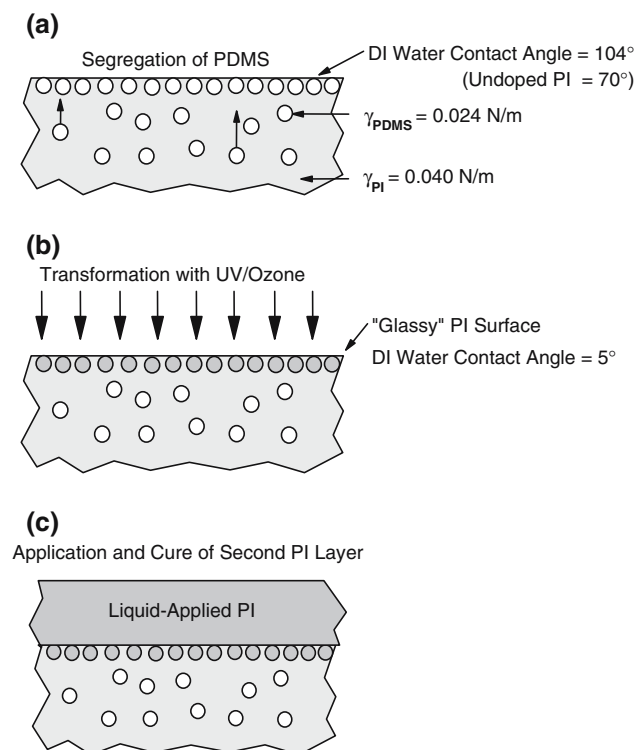 (a)
Segregation of PDMS
DI Water Contact Angle = 104°
(Undoped PI = 70°)
γPDMS = 0.024 N/m
γPI = 0.040 N/m
(b)
Transformation with UV/Ozone
"Glassy" PI Surface
DI Water Contact Angle = 5°
(c)
Application and Cure of Second PI Layer
Liquid-Applied PI